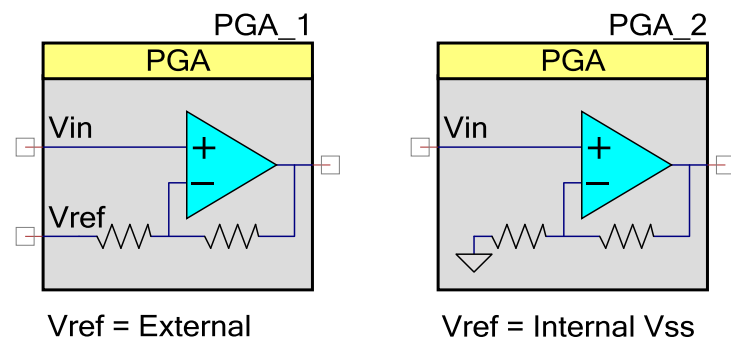 PGA_1
PGA
Vin
+
−
Vref
Vref = External
PGA_2
PGA
Vin
+
−
Vref = Internal Vss